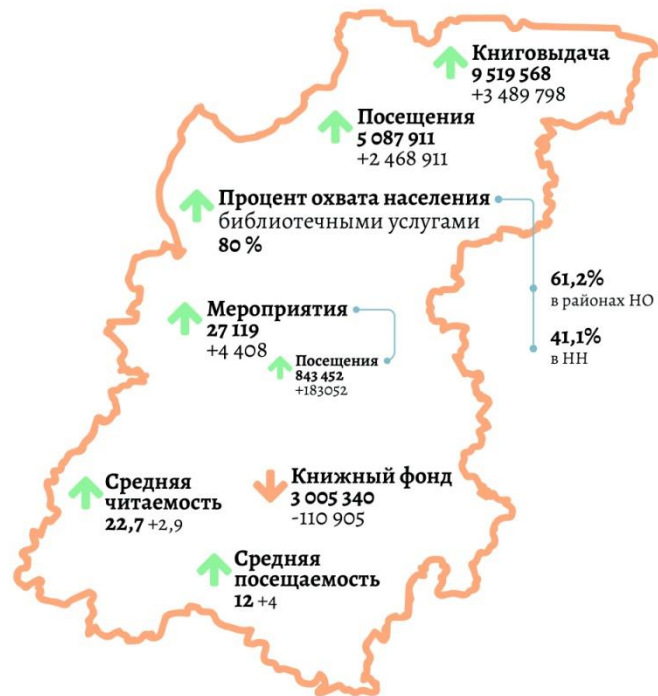 Книговыдача
9 519 568
+3 489 798
Посещения
5 087 911
+2 468 911
Процент охвата населения
библиотечными услугами
80 %
61,2%
в районах НО
41,1%
в НН
Мероприятия
27 119
+4 408
Посещения
843 452
+183052
Средняя
читаемость
22,7 +2,9
Книжный фонд
3 005 340
-110 905
Средняя
посещаемость
12 +4